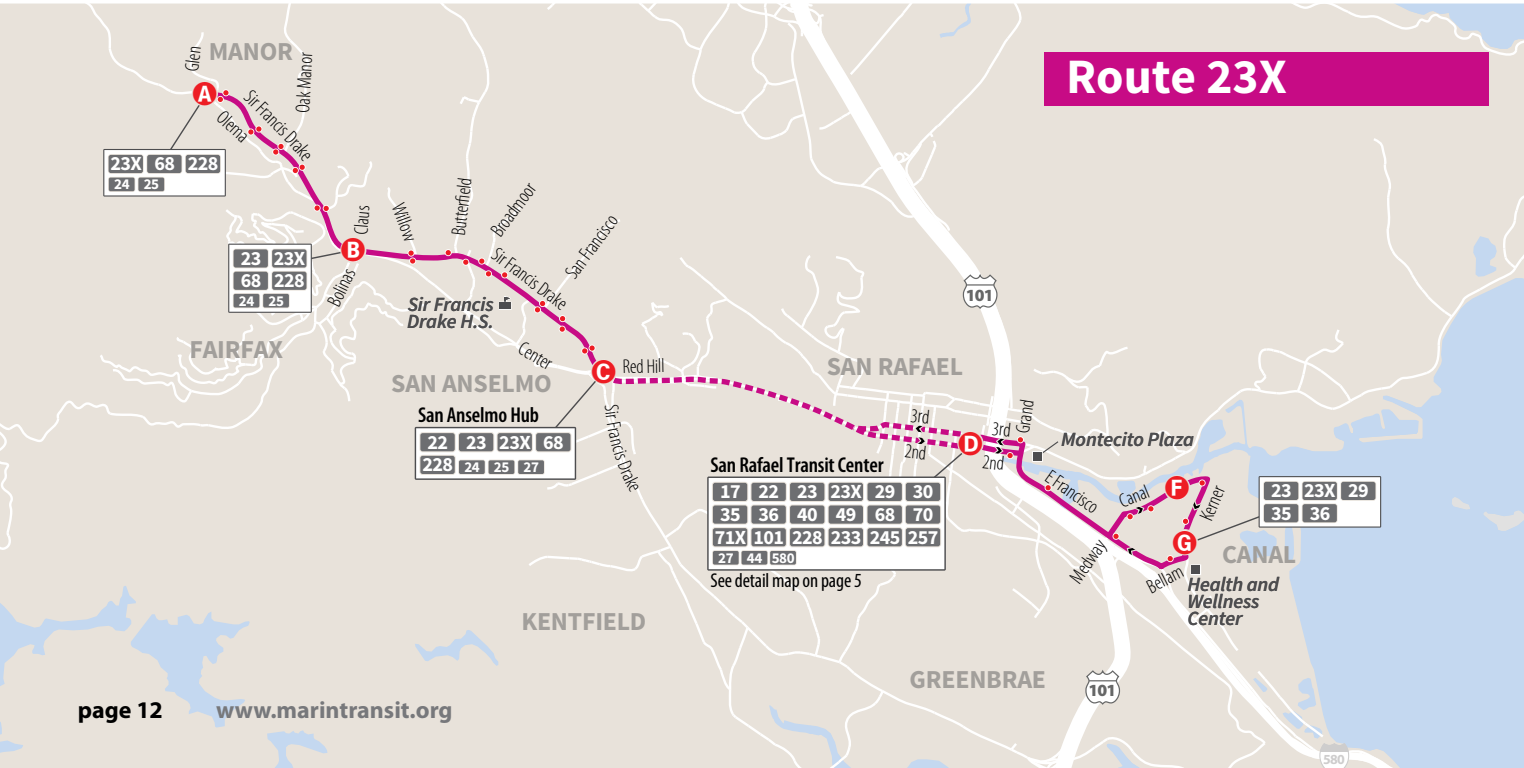 Route 23X
MANOR
Glen
Oak Manor
A
Sir Francis Drake
Olema
23X 68 228
24 25
Claus
Willow
Butterfield
Broadmoor
San Francisco
B
23 23X
68 228
24 25
Bolinas
Sir Francis Drake
Sir Francis
Drake H.S.
101
FAIRFAX
Center
SAN ANSELMO
C
Red Hill
SAN RAFAEL
San Anselmo Hub
22 23 23X 68
228 24 25 27
Sir Francis Drake
3rd
2nd
D
3rd
2nd
Grand
Montecito Plaza
San Rafael Transit Center
17 22 23 23X 29 30
35 36 40 49 68 70
71X 101 228 233 245 257
27 44 580
See detail map on page 5
E Francisco
Canal
F
Kerner
23 23X 29
35 36
G
CANAL
Medway
Bellam
Health and
Wellness
Center
KENTFIELD
GREENBRAE
101
580
page 12 www.marintransit.org